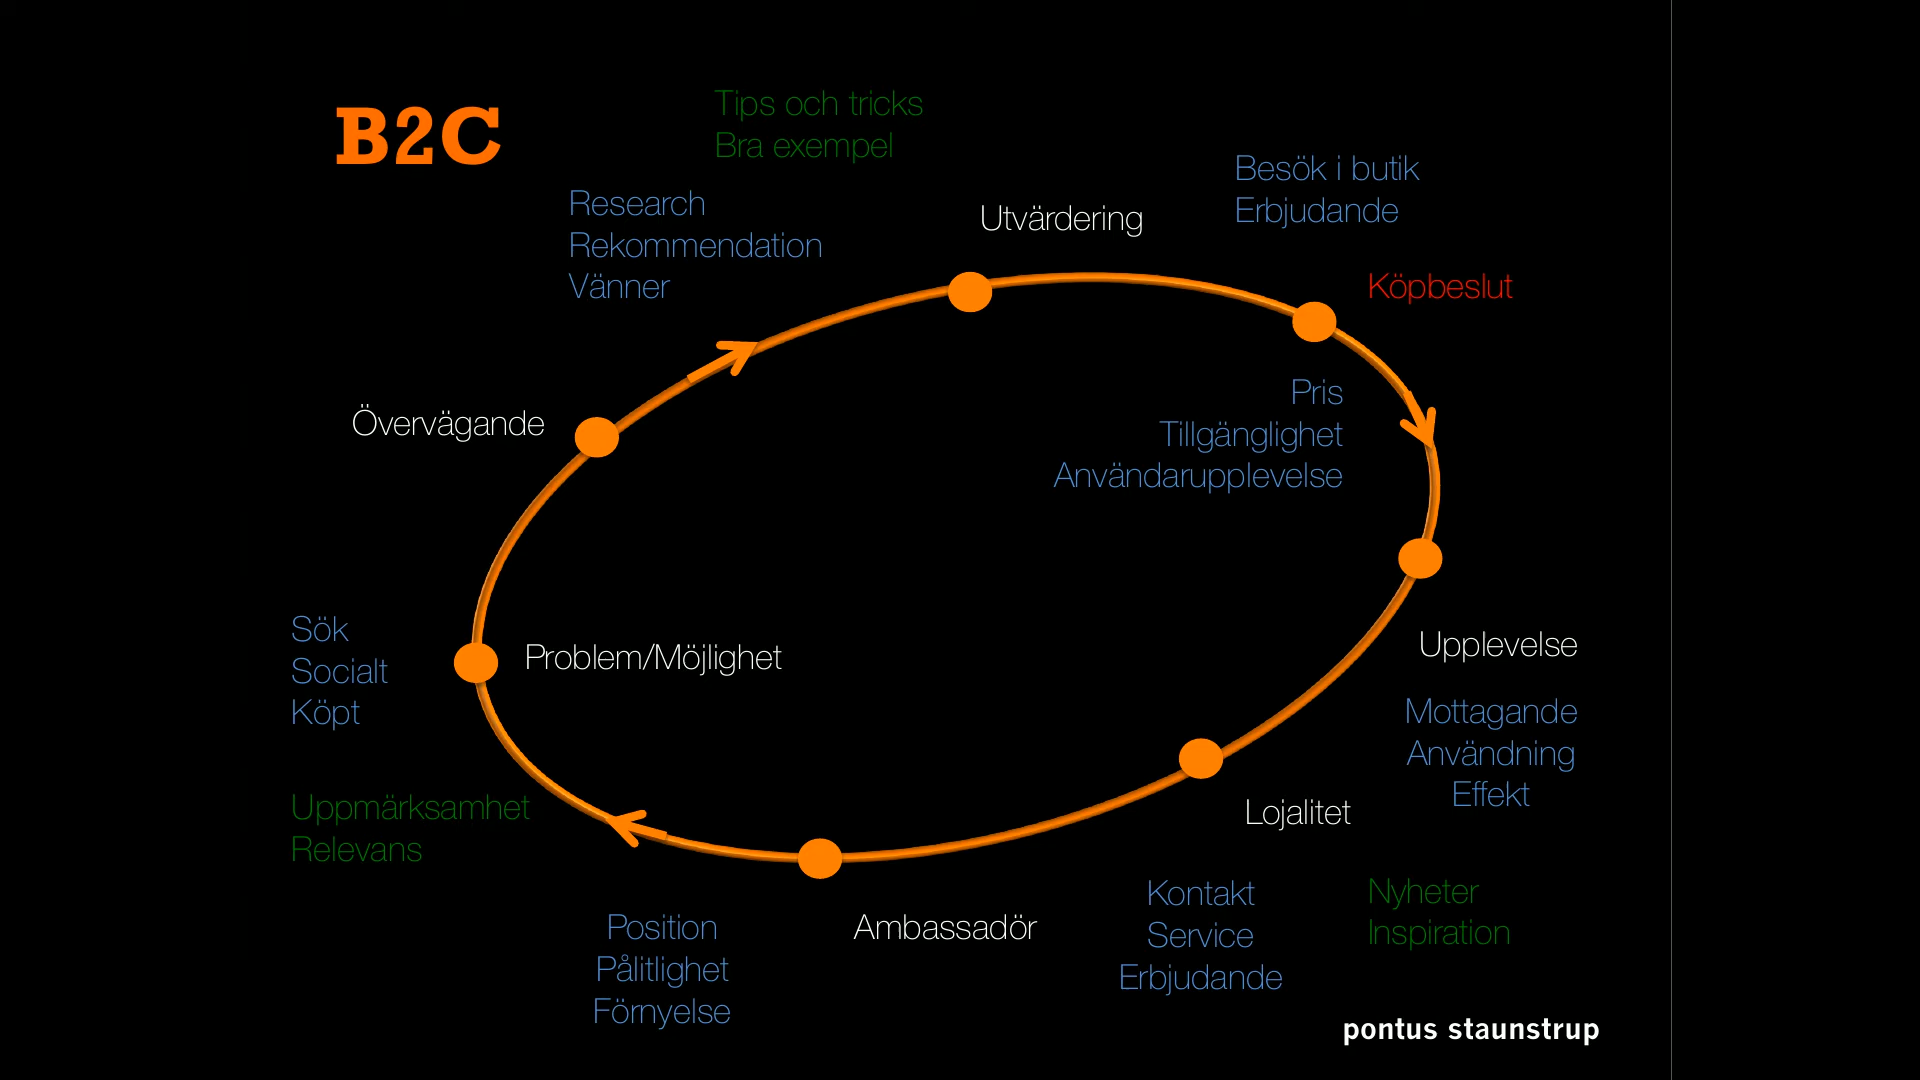 B2C
Tips och tricks
Bra exempel
Research
Rekommendation
Vänner
Utvärdering
Besök i butik
Erbjudande
Köpbeslut
Pris
Tillgänglighet
Användarupplevelse
Övervägande
Sök
Socialt
Köpt
Problem/Möjlighet
Upplevelse
Mottagande
Användning
Effekt
Uppmärksamhet
Relevans
Lojalitet
Kontakt
Service
Erbjudande
Nyheter
Inspiration
Ambassadör
Position
Pålitlighet
Förnyelse
pontus staunstrup